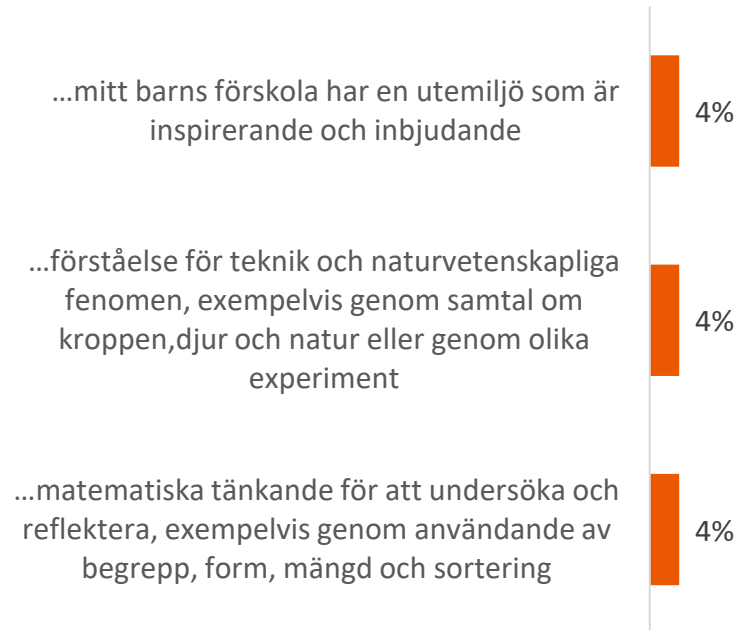 ...mitt barns förskola har en utemiljö som är
inspirerande och inbjudande
4%
...förståelse för teknik och naturvetenskapliga
fenomen, exempelvis genom samtal om
kroppen,djur och natur eller genom olika
experiment
4%
...matematiska tänkande för att undersöka och
reflektera, exempelvis genom användande av
begrepp, form, mängd och sortering
4%